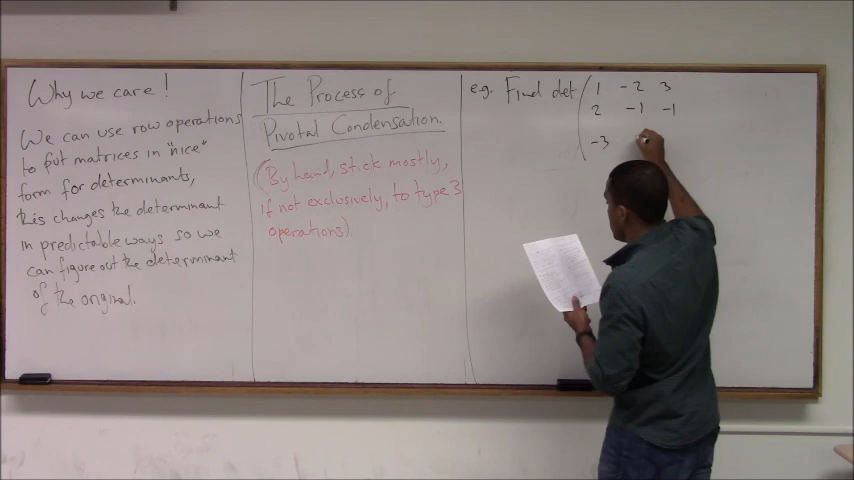 Why we care!
We can use row operations
to put matrices in "nice"
form for determinants,
this changes the determinant
in predictable ways so we
can figure out the determinant
of the original.
The Process of
Pivotal Condensation.
(By hand, stick mostly,
if not exclusively, to type 3
operations)
e.g. Find det ( 1 -2 3
2 -1 -1
-3